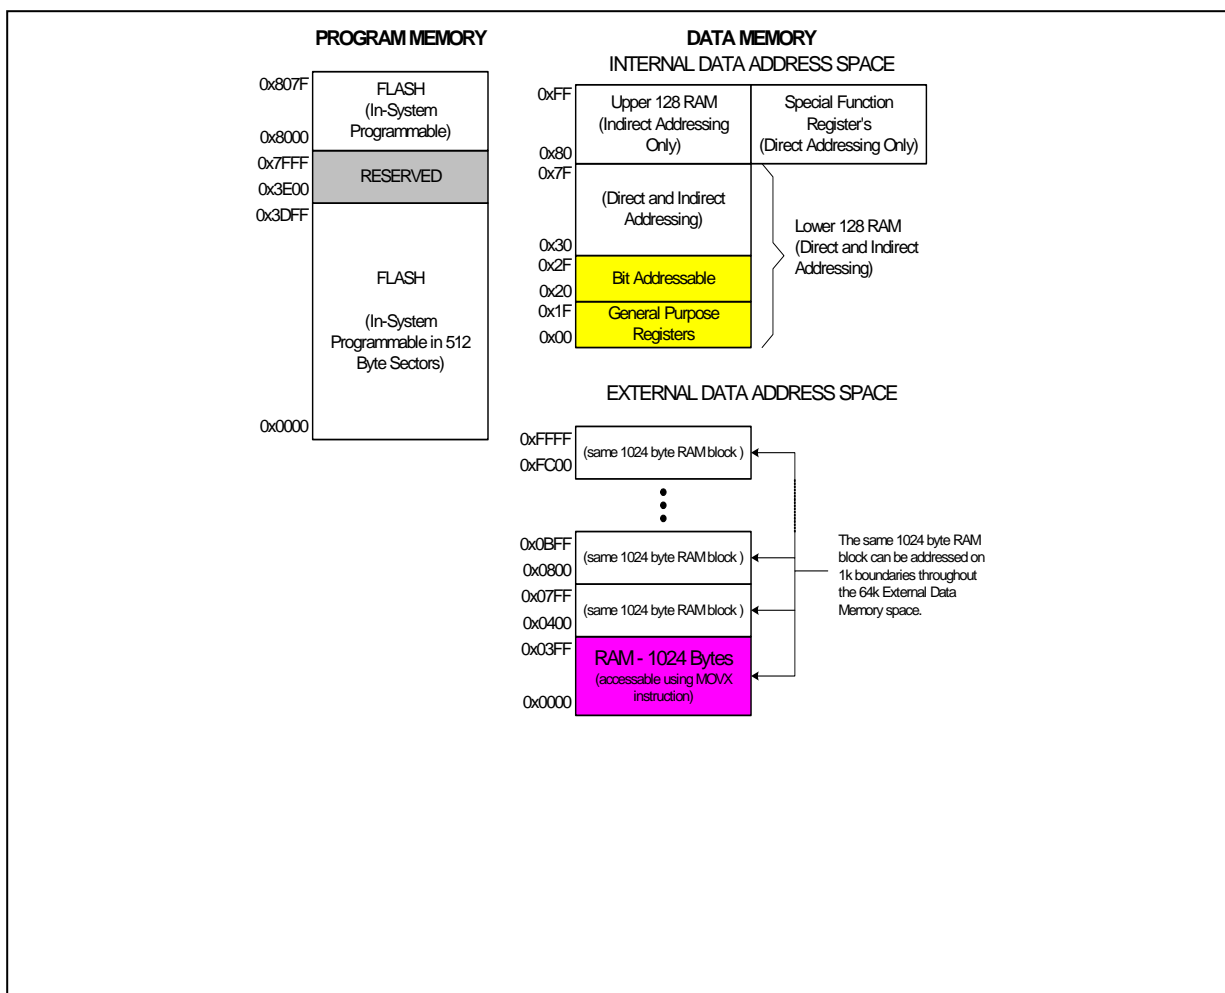 PROGRAM MEMORY
0x807F
0x8000
FLASH
(In-System
Programmable)
0x7FFF
0x3E00
RESERVED
0x3DFF
0x0000
FLASH
(In-System
Programmable in 512
Byte Sectors)
DATA MEMORY
INTERNAL DATA ADDRESS SPACE
0xFF
0x80
Upper 128 RAM
(Indirect Addressing
Only)
Special Function
Register's
(Direct Addressing Only)
0x7F
0x30
(Direct and Indirect
Addressing)
0x2F
0x20
Bit Addressable
0x1F
0x00
General Purpose
Registers
Lower 128 RAM
(Direct and Indirect
Addressing)
EXTERNAL DATA ADDRESS SPACE
0xFFFF
0xFC00
(same 1024 byte RAM block )
0x0BFF
0x0800
(same 1024 byte RAM block )
0x07FF
0x0400
(same 1024 byte RAM block )
0x03FF
0x0000
RAM - 1024 Bytes
(accessable using MOVX
instruction)
The same 1024 byte RAM
block can be addressed on
1k boundaries throughout
the 64k External Data
Memory space.